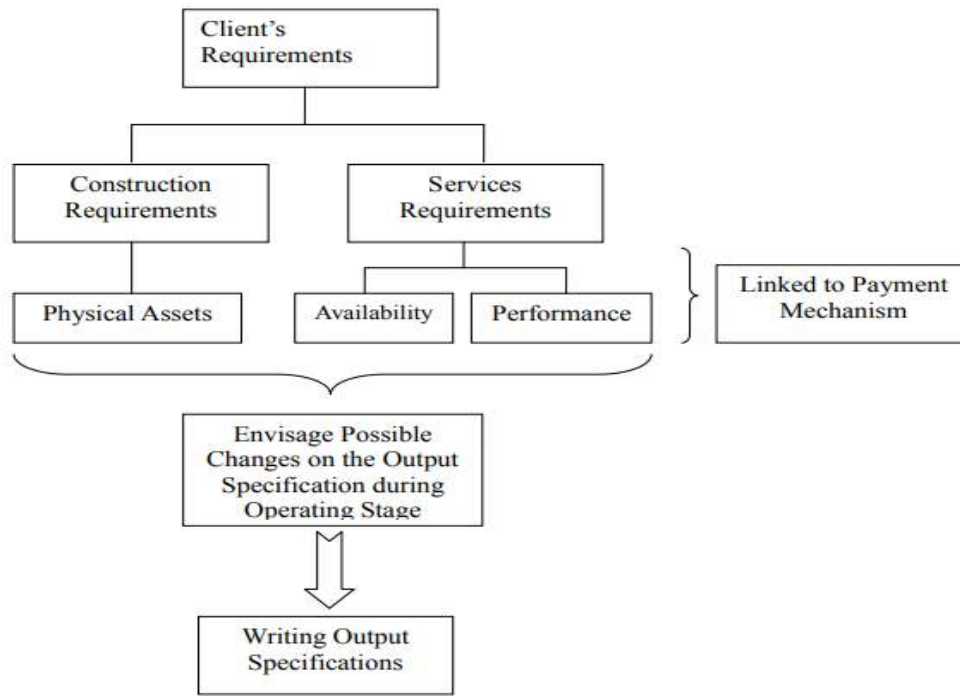 Client's
Requirements
Construction
Requirements
Services
Requirements
Physical Assets
Availability
Performance
Linked to Payment
Mechanism
Envisage Possible
Changes on the Output
Specification during
Operating Stage
Writing Output
Specifications